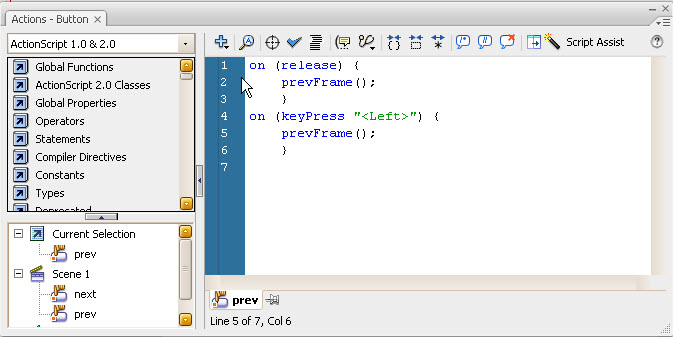 Actions - Button ×
ActionScript 1.0 & 2.0
Script Assist
Global Functions
ActionScript 2.0 Classes
Global Properties
Operators
Statements
Compiler Directives
Constants
Types
Deprecated
Current Selection
prev
Scene 1
next
prev
1 on (release) {
2 prevFrame();
3 }
4 on (keyPress "<Left>") {
5 prevFrame();
6 }
7
prev
Line 5 of 7, Col 6